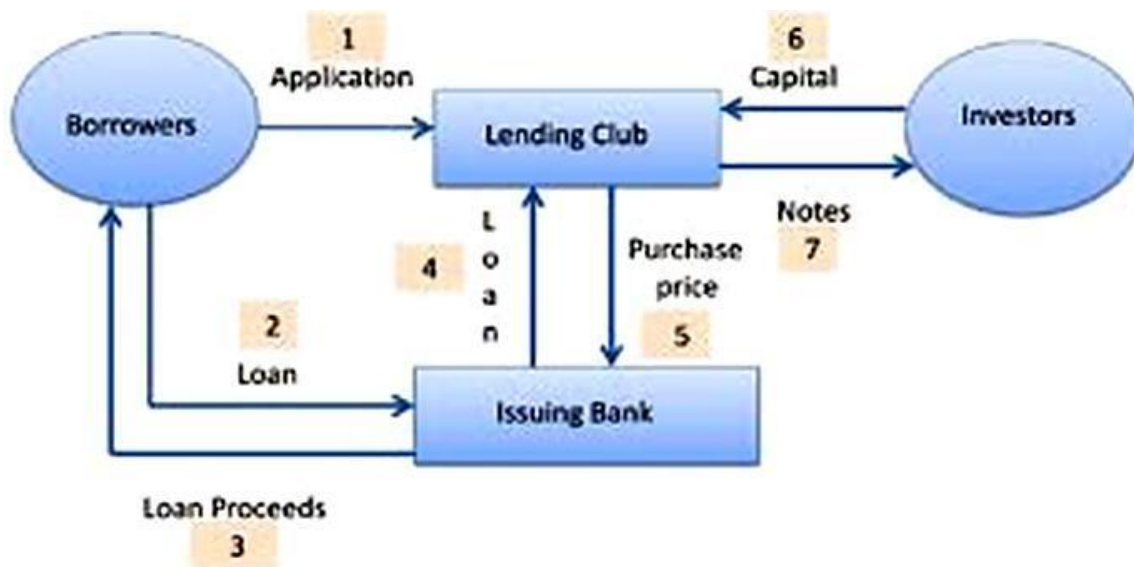 1
Application
6
Capital
Borrowers
Lending Club
Investors
Loan
4
Purchase
price
5
Notes
7
2
Loan
Issuing Bank
Loan Proceeds
3